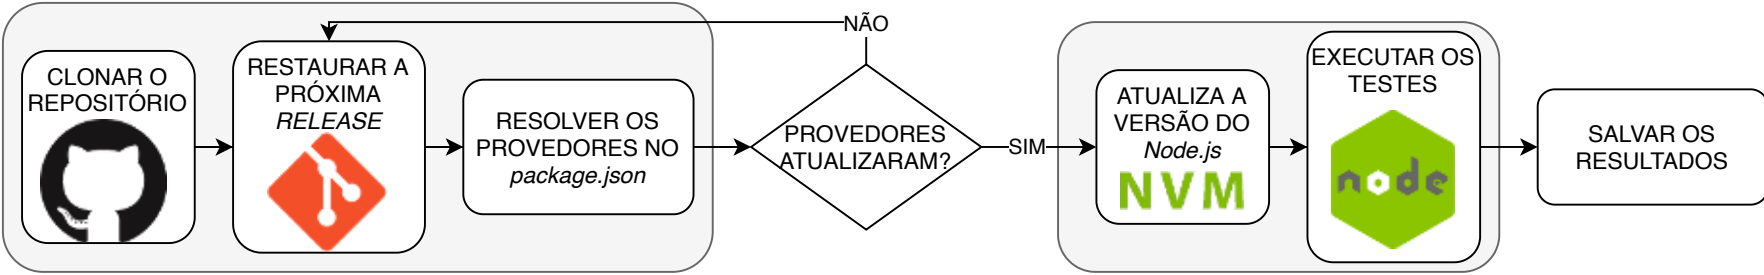 CLONAR O
REPOSITÓRIO
RESTAURAR A
PRÓXIMA
RELEASE
RESOLVER OS
PROVEDORES NO
package.json
NÃO
PROVEDORES
ATUALIZARAM?
SIM
ATUALIZA A
VERSÃO DO
Node.js
NVM
EXECUTAR OS
TESTES
node
SALVAR OS
RESULTADOS